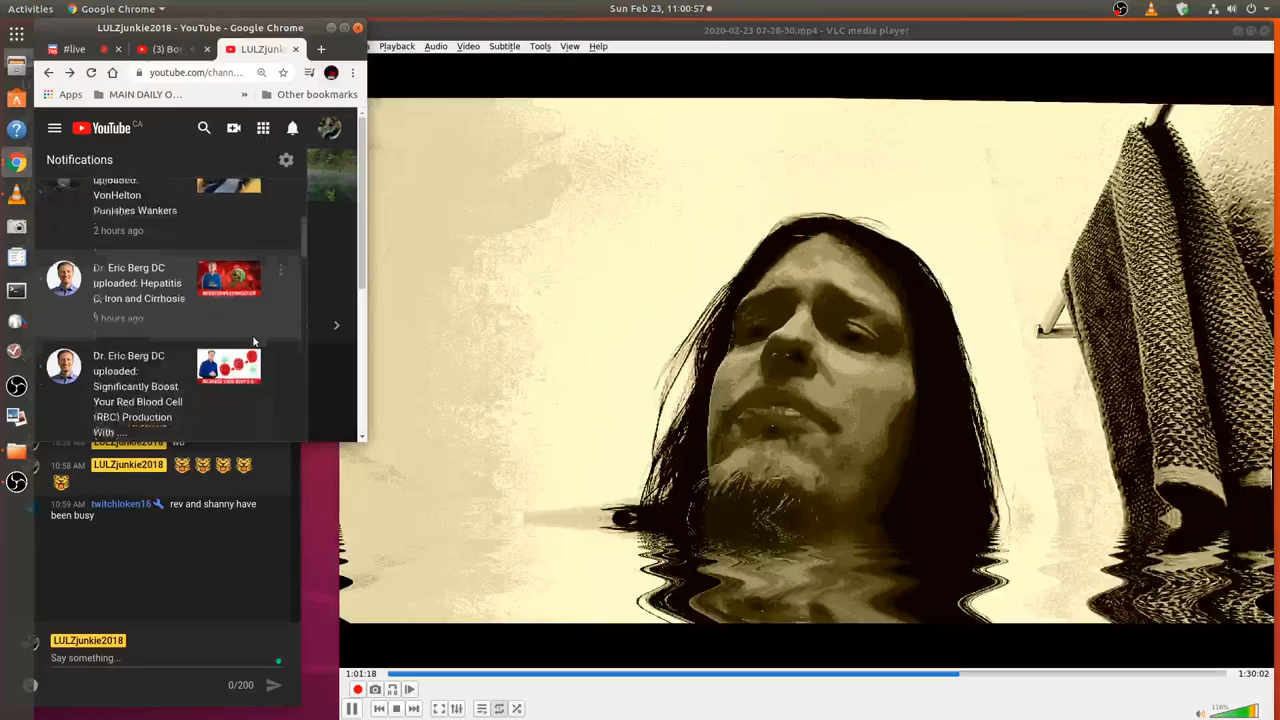 Activities
Google Chrome
Sun Feb 23, 11:00:57
LULZjunkie2018 - YouTube - Google Chrome
#live
(3) Bor
LULZjunk
youtube.com/chann...
Apps
MAIN DAILY O...
»
Other bookmarks
YouTube CA
Notifications
uploaded:
VonHelton
Punishes Wankers
2 hours ago
Dr. Eric Berg DC
uploaded: Hepatitis
C, Iron and Cirrhosis
3 hours ago
Dr. Eric Berg DC
uploaded:
Significantly Boost
Your Red Blood Cell
(RBC) Production
With ....
LULZjunkie2018 wb
10:58 AM LULZjunkie2018
10:59 AM twitchloken16 rev and shanny have
been busy
LULZjunkie2018
Say something...
0/200
2020-02-23 07-28-30.mp4 - VLC media player
Playback Audio Video Subtitle Tools View Help
1:01:18
1:30:02
116%